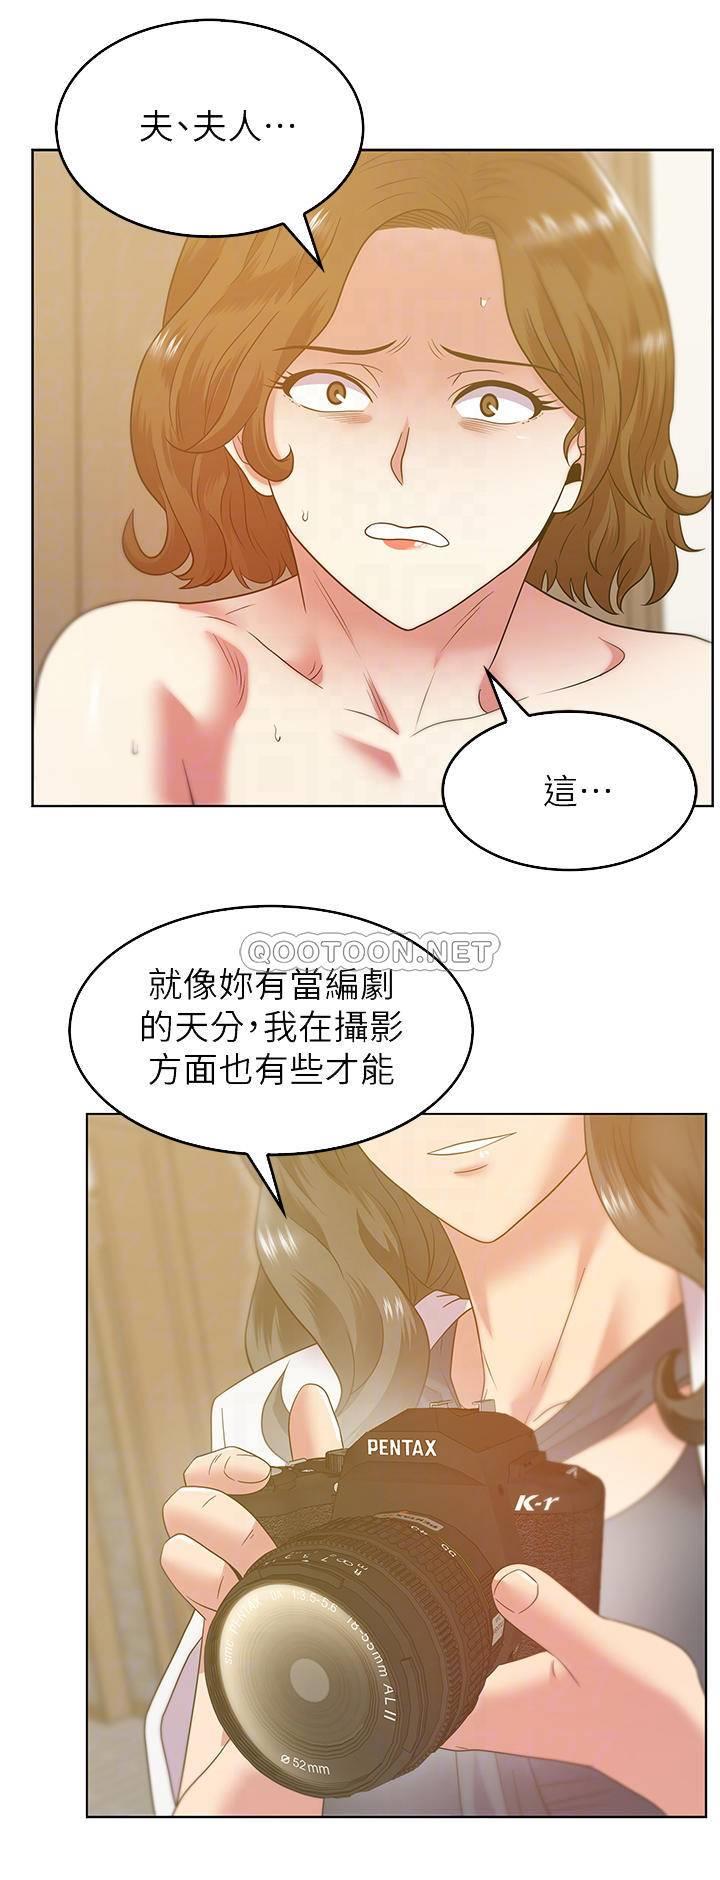 夫、夫人…
這…
QOOTOON.NET
就像妳有當編劇
的天分，我在攝影
方面也有些才能
PENTAX
K-r
smc PENTAX-DA 1:3.5-5.6 18-55mm AL II
Ø52mm